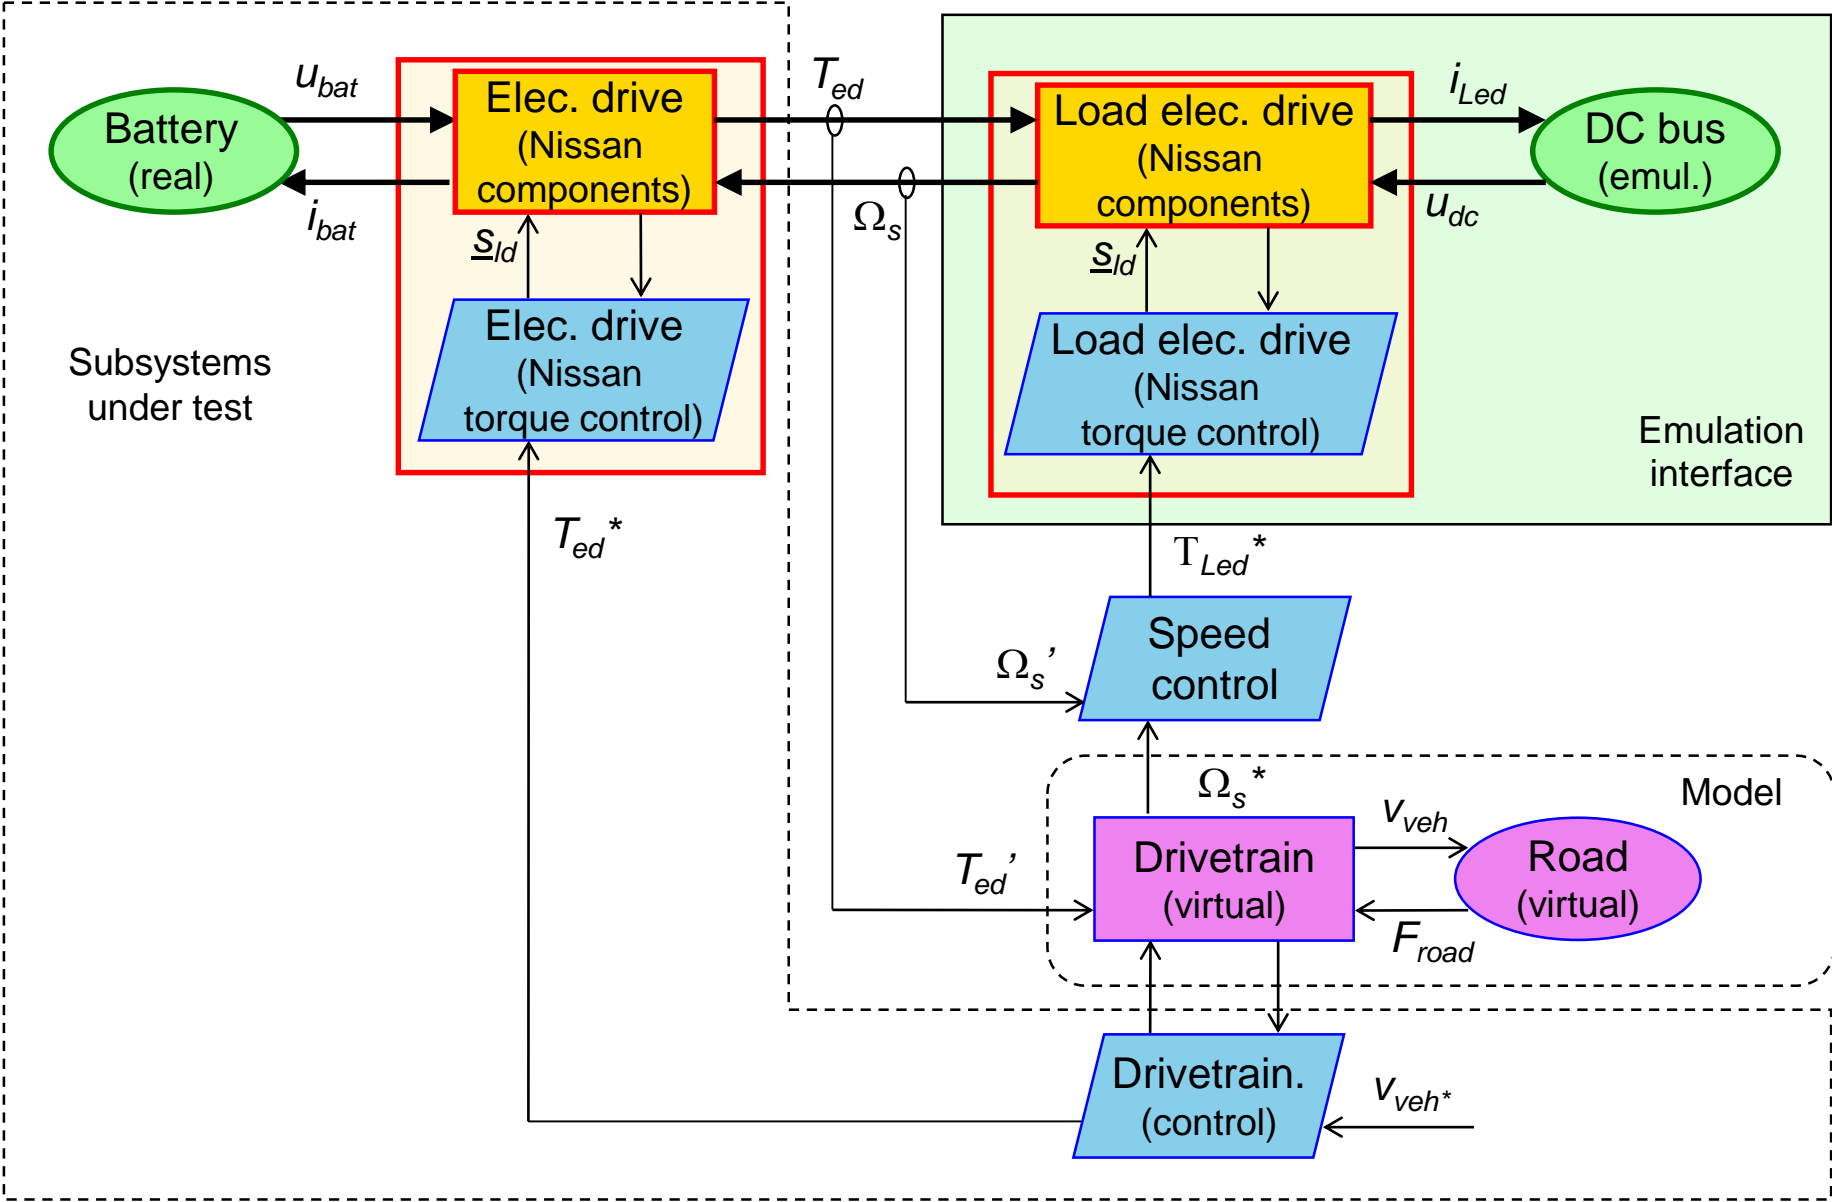 u_bat
Battery
(real)
i_bat
Elec. drive
(Nissan
components)
s_ld
Elec. drive
(Nissan
torque control)
Subsystems
under test
T_ed*
T_ed
Ω_s
Load elec. drive
(Nissan
components)
s_ld
Load elec. drive
(Nissan
torque control)
i_Led
DC bus
(emul.)
u_dc
Emulation
interface
T_Led*
Speed
control
Ω_s’
Ω_s*
Model
T_ed’
Drivetrain
(virtual)
v_veh
Road
(virtual)
F_road
Drivetrain.
(control)
v_veh*